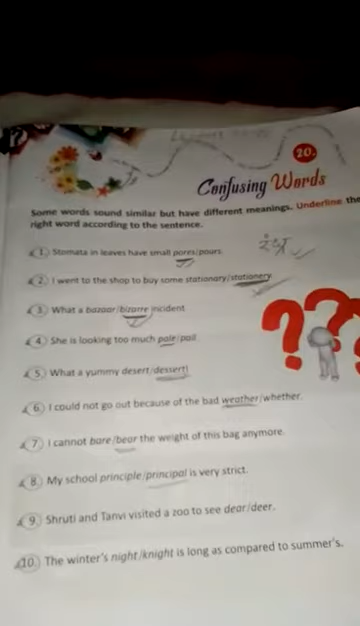 20.
Confusing Words
Some words sound similar but have different meanings. Underline the
right word according to the sentence.
1. Stomata in leaves have small pores/pours.
2. I went to the shop to buy some stationary/stationery.
3. What a bazaar/bizarre incident
4. She is looking too much pale/pail
5. What a yummy desert/dessert!
6. I could not go out because of the bad weather/whether.
7. I cannot bare/bear the weight of this bag anymore.
8. My school principle/principal is very strict.
9. Shruti and Tanvi visited a zoo to see dear/deer.
10. The winter's night/knight is long as compared to summer's.